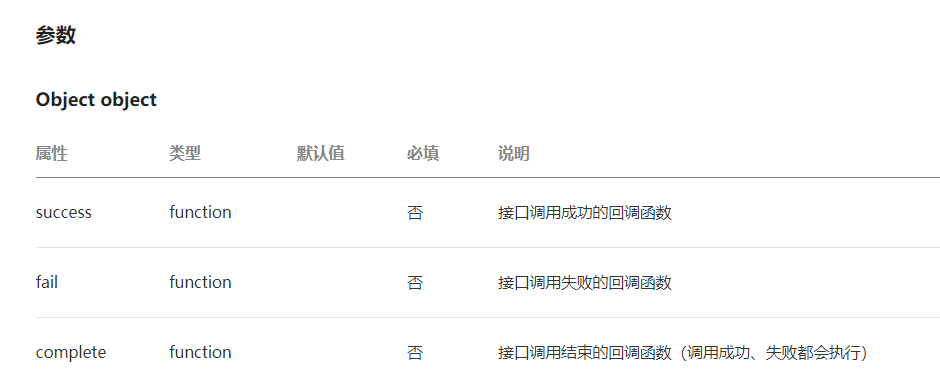 参数
Object object
属性 类型 默认值 必填 说明
success function 否 接口调用成功的回调函数
fail function 否 接口调用失败的回调函数
complete function 否 接口调用结束的回调函数（调用成功、失败都会执行）